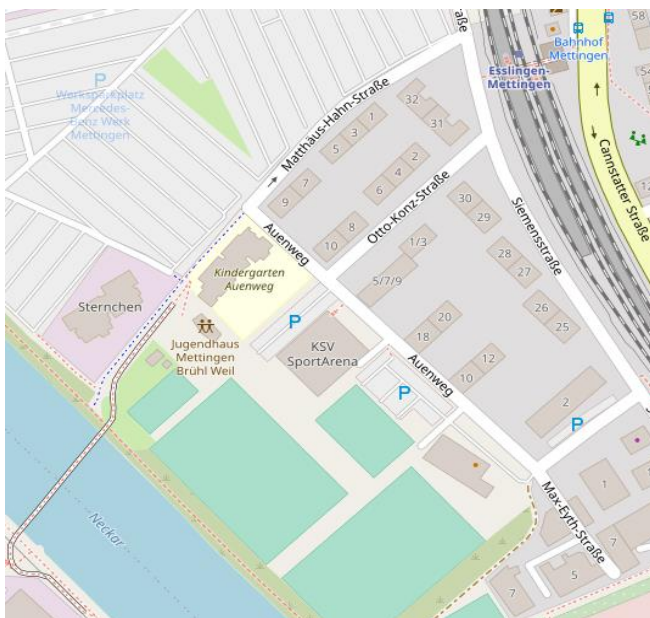 58
Bahnhof
Mettingen
Esslingen-
Mettingen
54
P
Werksparkplatz
Mercedes-
Benz Werk
Mettingen
Matthäus-Hahn-Straße
32
31
1
3
5
7
9
2
4
6
8
10
Otto-Konz-Straße
Cannstatter Straße
Siemensstraße
30
29
28
27
26
25
Auenweg
1/3
5/7/9
Kindergarten
Auenweg
Sternchen
P
KSV
SportArena
Jugendhaus
Mettingen
Brühl Weil
20
18
12
10
Auenweg
P
2
P
Neckar
Max-Eyth-Straße
1
7
5
7